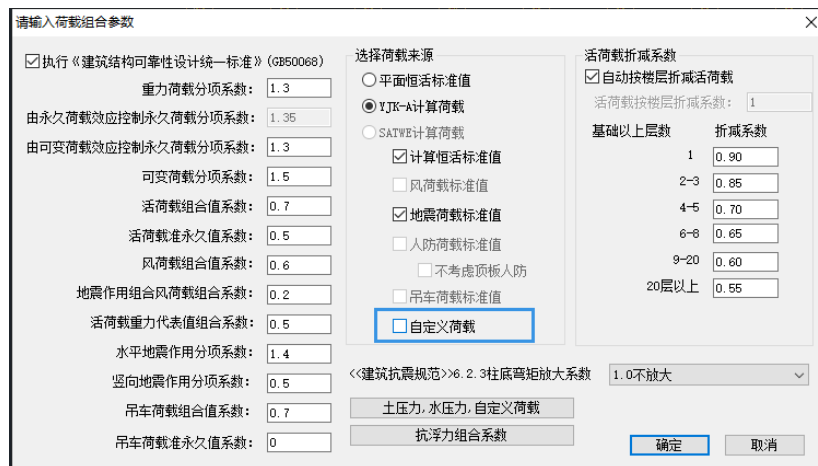 请输入荷载组合参数
执行《建筑结构可靠性设计统一标准》(GB50068)
重力荷载分项系数: 1.3
由永久荷载效应控制永久荷载分项系数: 1.35
由可变荷载效应控制永久荷载分项系数: 1.3
可变荷载分项系数: 1.5
活荷载组合值系数: 0.7
活荷载准永久值系数: 0.5
风荷载组合值系数: 0.6
地震作用组合风荷载组合系数: 0.2
活荷载重力代表值组合系数: 0.5
水平地震作用分项系数: 1.4
竖向地震作用分项系数: 0.5
吊车荷载组合值系数: 0.7
吊车荷载准永久值系数: 0
选择荷载来源
平面恒活标准值
YJK-A计算荷载
SATWE计算荷载
计算恒活标准值
风荷载标准值
地震荷载标准值
人防荷载标准值
不考虑顶板人防
吊车荷载标准值
自定义荷载
活荷载折减系数
自动按楼层折减活荷载
活荷载按楼层折减系数: 1
基础以上层数 折减系数
1 0.90
2-3 0.85
4-5 0.70
6-8 0.65
9-20 0.60
20层以上 0.55
<<建筑抗震规范>>6.2.3柱底弯矩放大系数 1.0不放大
土压力,水压力,自定义荷载
抗浮力组合系数
确定 取消